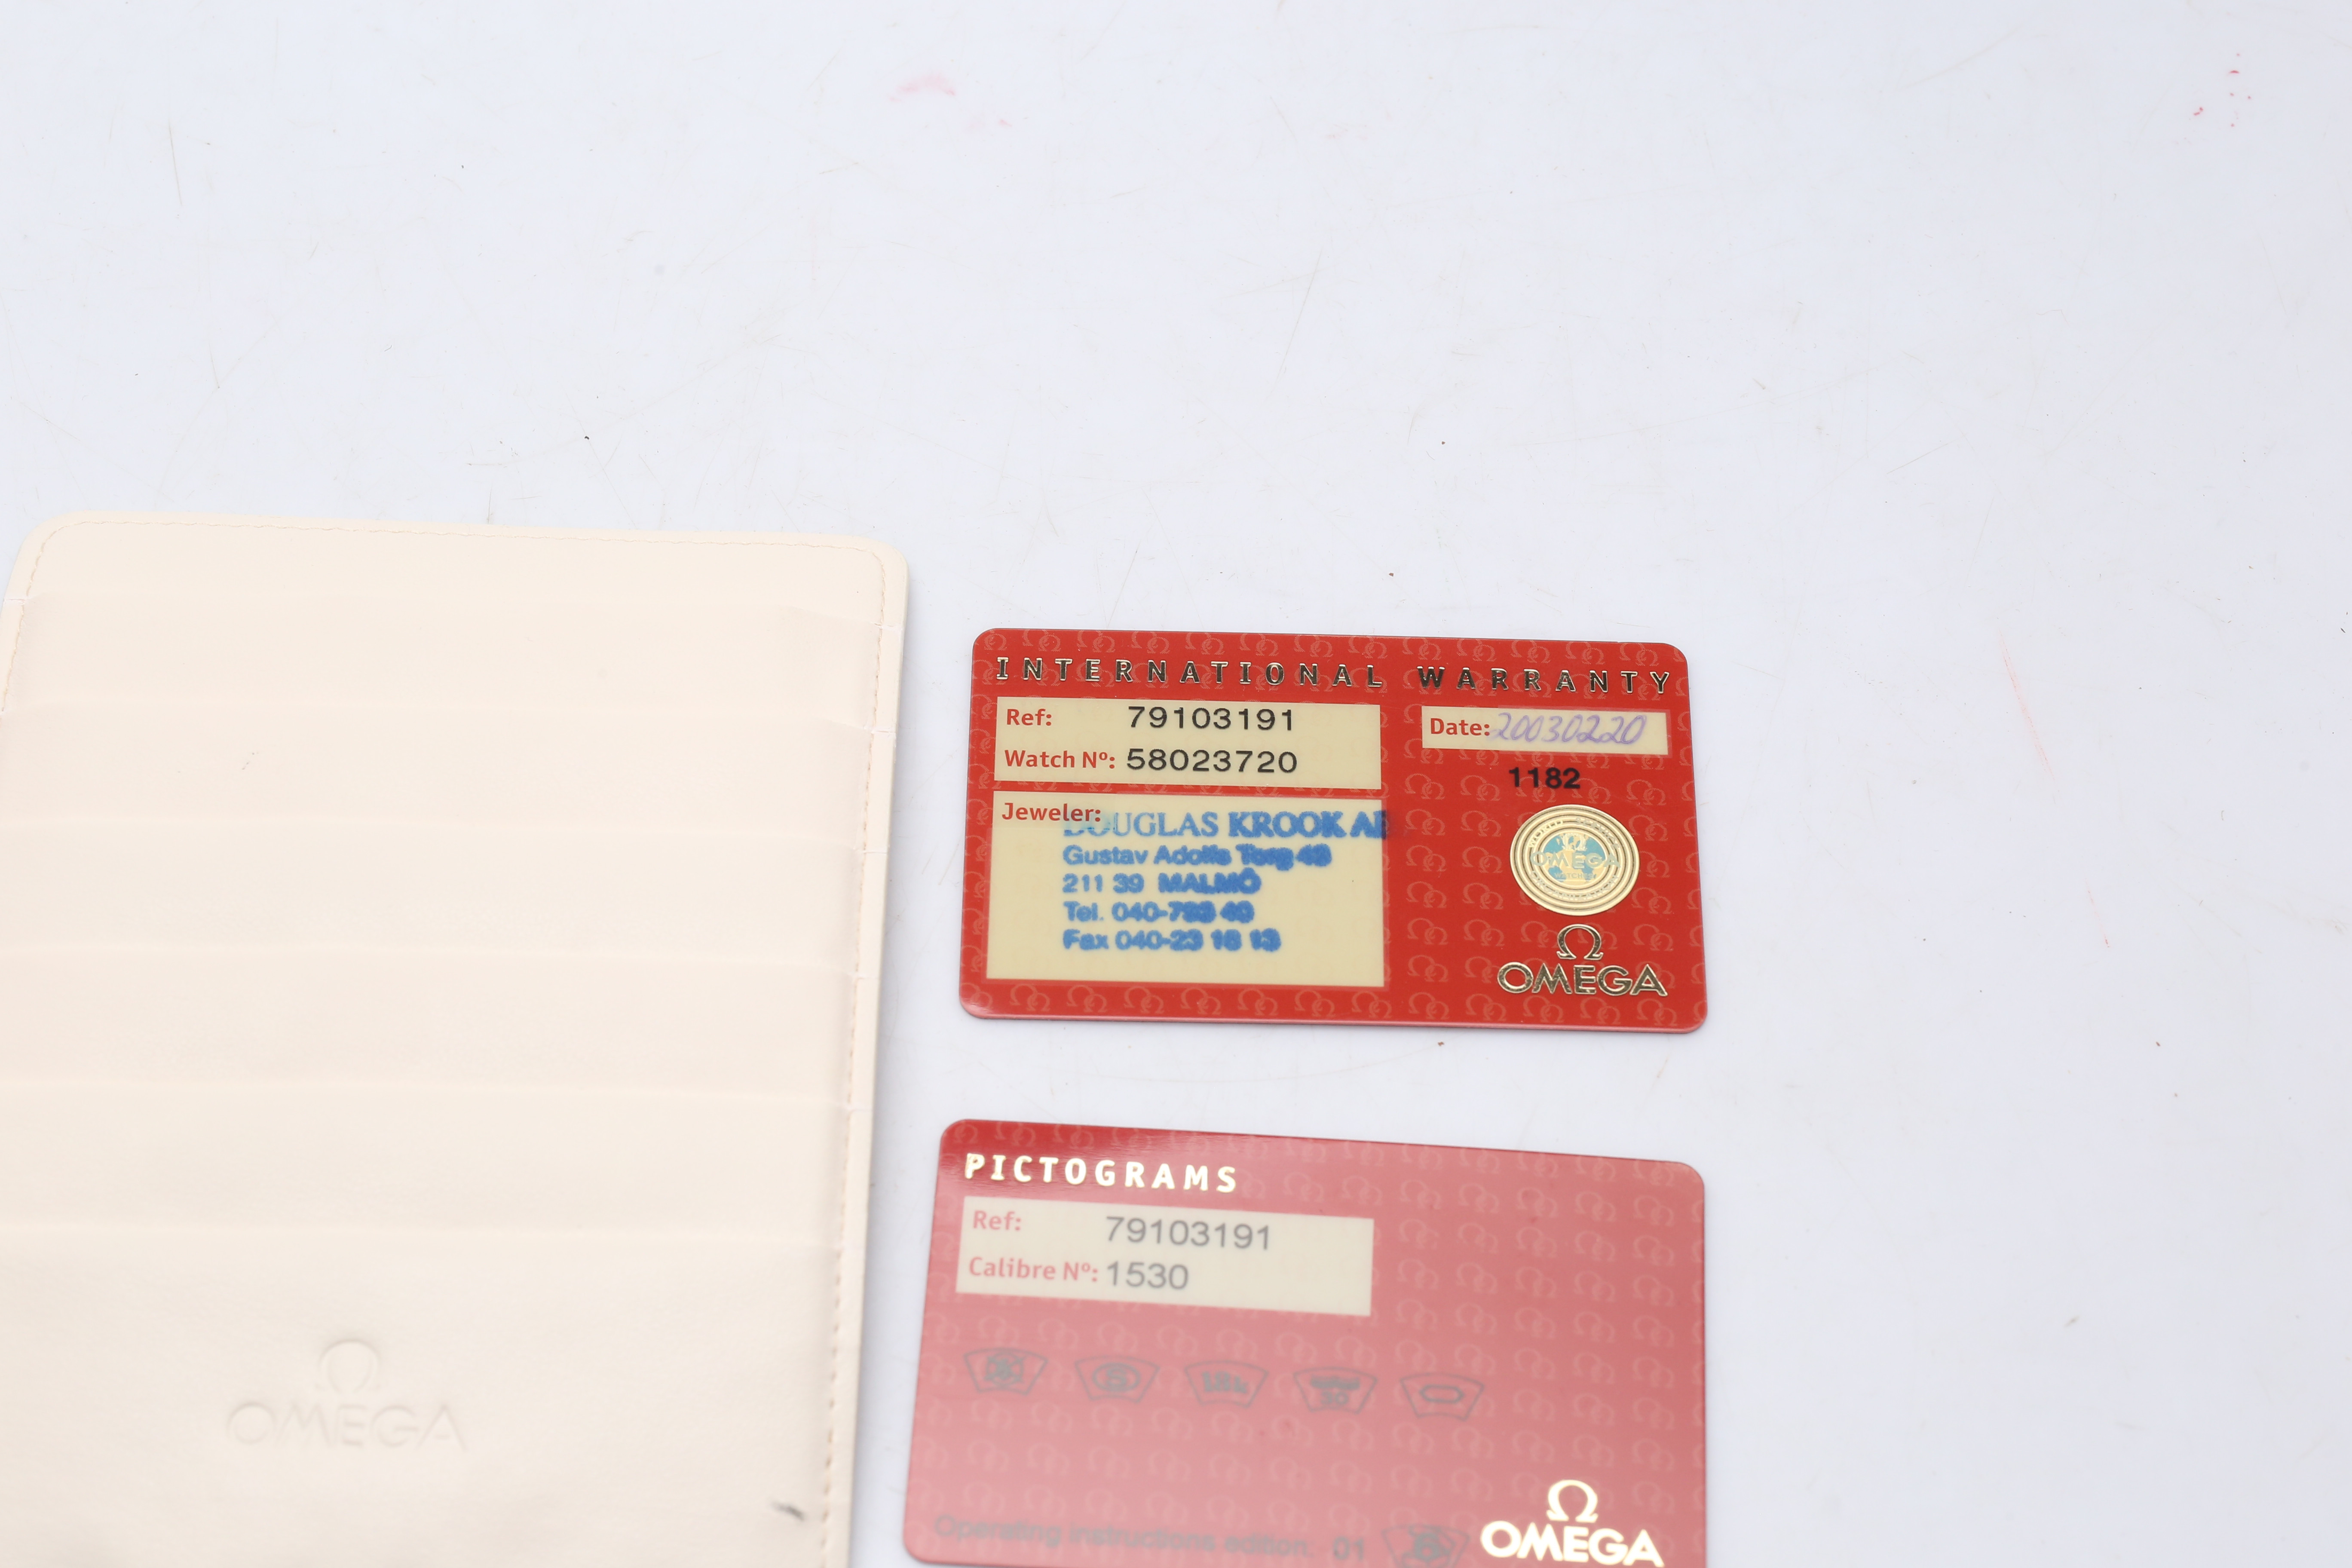 INTERNATIONAL WARRANTY
Ref: 79103191
Date: 20030220
Watch Nº: 58023720
1182
Jeweler:
DOUGLAS KROOK AB
Gustav Adolfs Torg
211 39 MALMÖ
Tel. 040-
Fax 040-23 18 13
OMEGA
Ω
OMEGA
PICTOGRAMS
Ref: 79103191
Calibre Nº: 1530
30
Operating instructions edition: 01
Ω
OMEGA
Ω
OMEGA